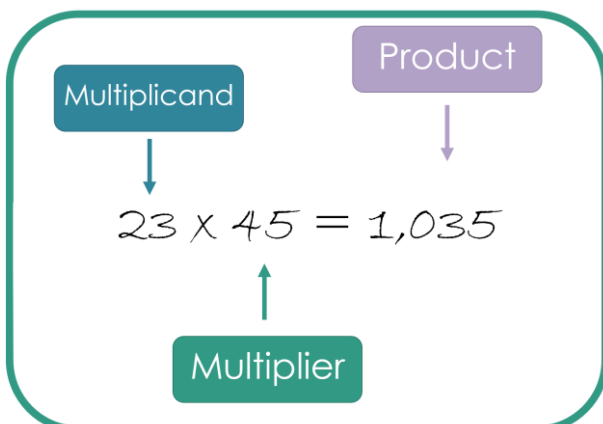 Product
Multiplicand
23 x 45 = 1,035
Multiplier